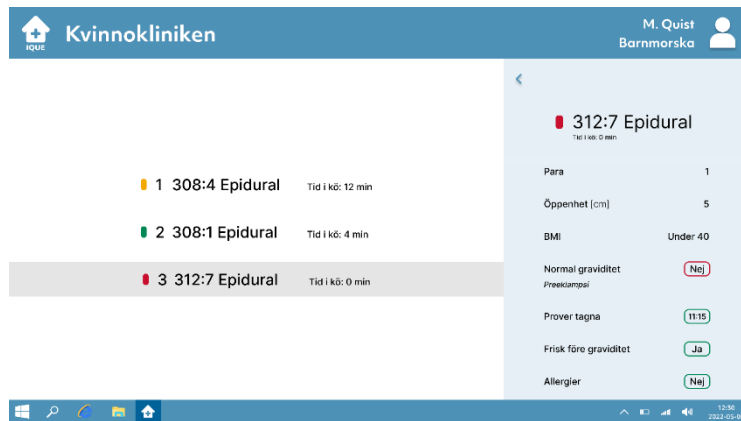 IQUE
Kvinnokliniken
M. Quist
Barnmorska
1 308:4 Epidural Tid i kö: 12 min
2 308:1 Epidural Tid i kö: 4 min
3 312:7 Epidural Tid i kö: 0 min
312:7 Epidural
Tid i kö: 0 min
Para 1
Öppenhet [cm] 5
BMI Under 40
Normal graviditet Nej
Preeklampsi
Prover tagna 11:15
Frisk före graviditet Ja
Allergier Nej
12:30